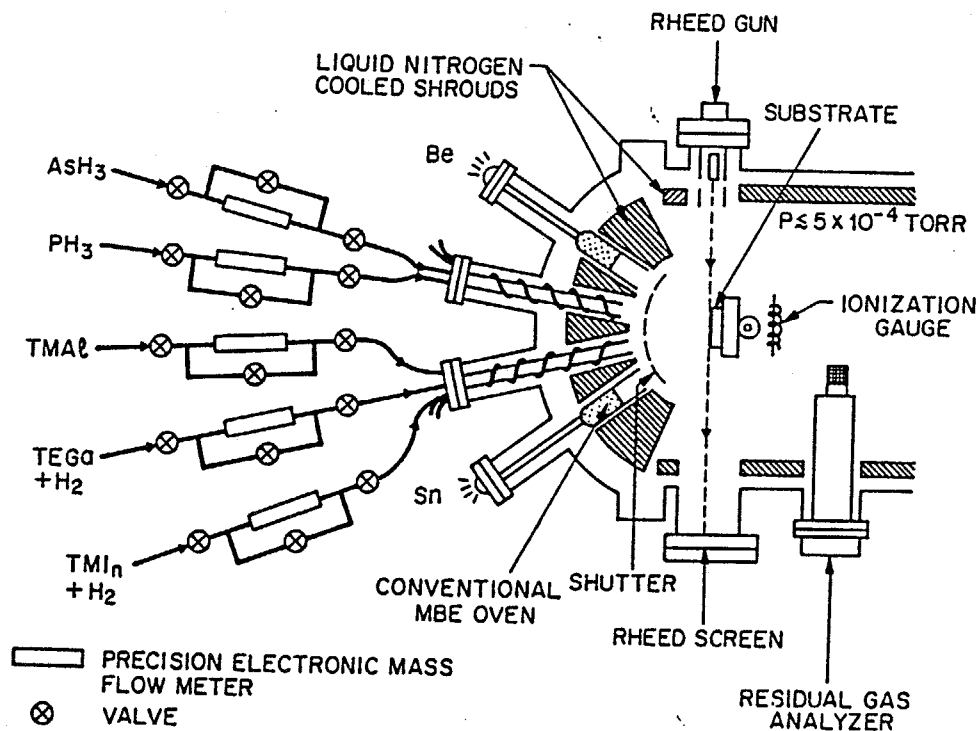 RHEED GUN
LIQUID NITROGEN
COOLED SHROUDS
SUBSTRATE
Be
AsH₃
P≤5×10⁻⁴ TORR
PH₃
IONIZATION
GAUGE
TMAℓ
TEGa
+H₂
Sn
TMIn
+H₂
CONVENTIONAL
MBE OVEN
SHUTTER
RHEED SCREEN
PRECISION ELECTRONIC MASS
FLOW METER
VALVE
RESIDUAL GAS
ANALYZER